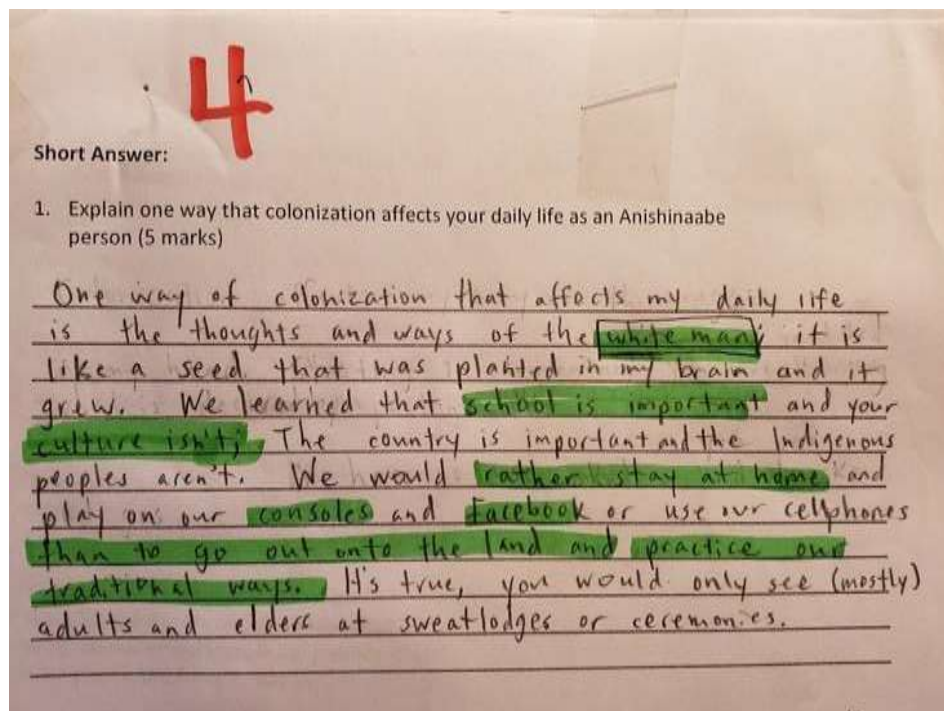 4
Short Answer:
1. Explain one way that colonization affects your daily life as an Anishinaabe
person (5 marks)
One way of colonization that affects my daily life
is the thoughts and ways of the white man; it is
like a seed that was planted in my brain and it
grew. We learned that school is important and your
culture isn't; The country is important and the Indigenous
peoples aren't. We would rather stay at home and
play on our consoles and Facebook or use our cellphones
than to go out onto the land and practice our
traditional ways. It's true, you would only see (mostly)
adults and elders at sweatlodges or ceremonies.